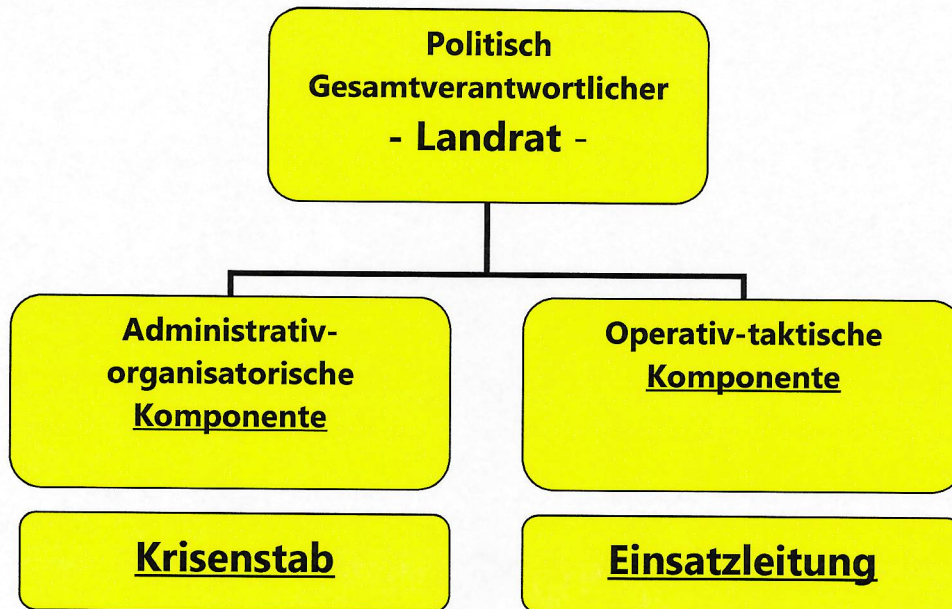 Politisch
Gesamtverantwortlicher
- Landrat -
Administrativ-
organisatorische
Komponente
Operativ-taktische
Komponente
Krisenstab
Einsatzleitung